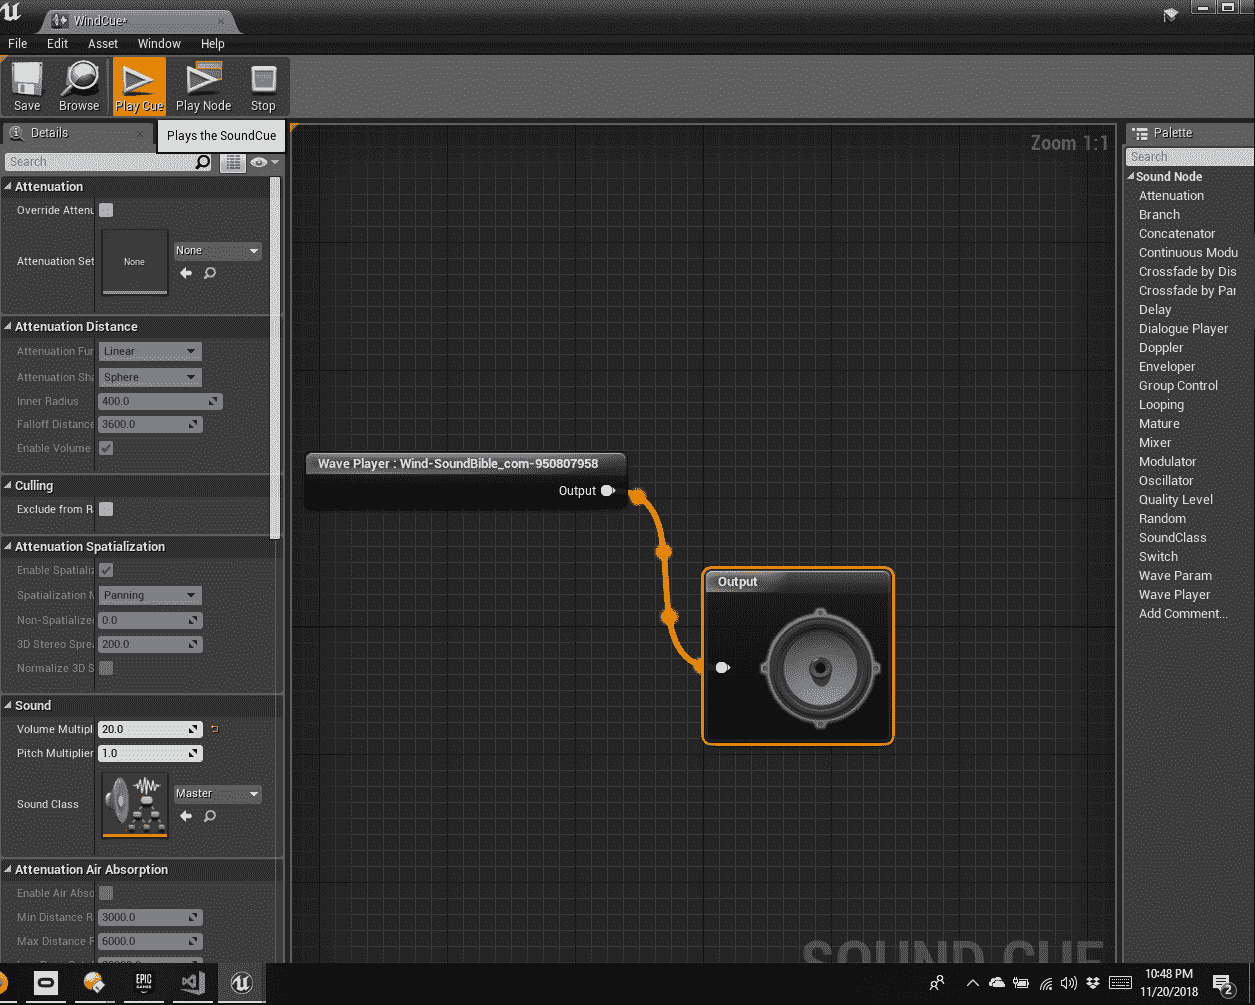 WindCue*
File Edit Asset Window Help
Save Browse Play Cue Play Node Stop
Details
Plays the SoundCue
Search
Attenuation
Override Attenu
Attenuation Set
None
None
Attenuation Distance
Attenuation Fur
Linear
Attenuation Sha
Sphere
Inner Radius
400.0
Falloff Distance
3600.0
Enable Volume
Culling
Exclude from R
Attenuation Spatialization
Enable Spatializ
Spatialization M
Panning
Non-Spatialized
0.0
3D Stereo Sprea
200.0
Normalize 3D S
Sound
Volume Multipl
20.0
Pitch Multiplier
1.0
Sound Class
Master
Attenuation Air Absorption
Enable Air Abso
Min Distance R
3000.0
Max Distance F
6000.0
Zoom 1:1
Wave Player : Wind-SoundBible_com-950807958
Output
Output
SOUND CUE
Palette
Search
Sound Node
Attenuation
Branch
Concatenator
Continuous Modu
Crossfade by Dis
Crossfade by Par
Delay
Dialogue Player
Doppler
Enveloper
Group Control
Looping
Mature
Mixer
Modulator
Oscillator
Quality Level
Random
SoundClass
Switch
Wave Param
Wave Player
Add Comment...
EPIC
GAMES
10:48 PM
11/20/2018
2